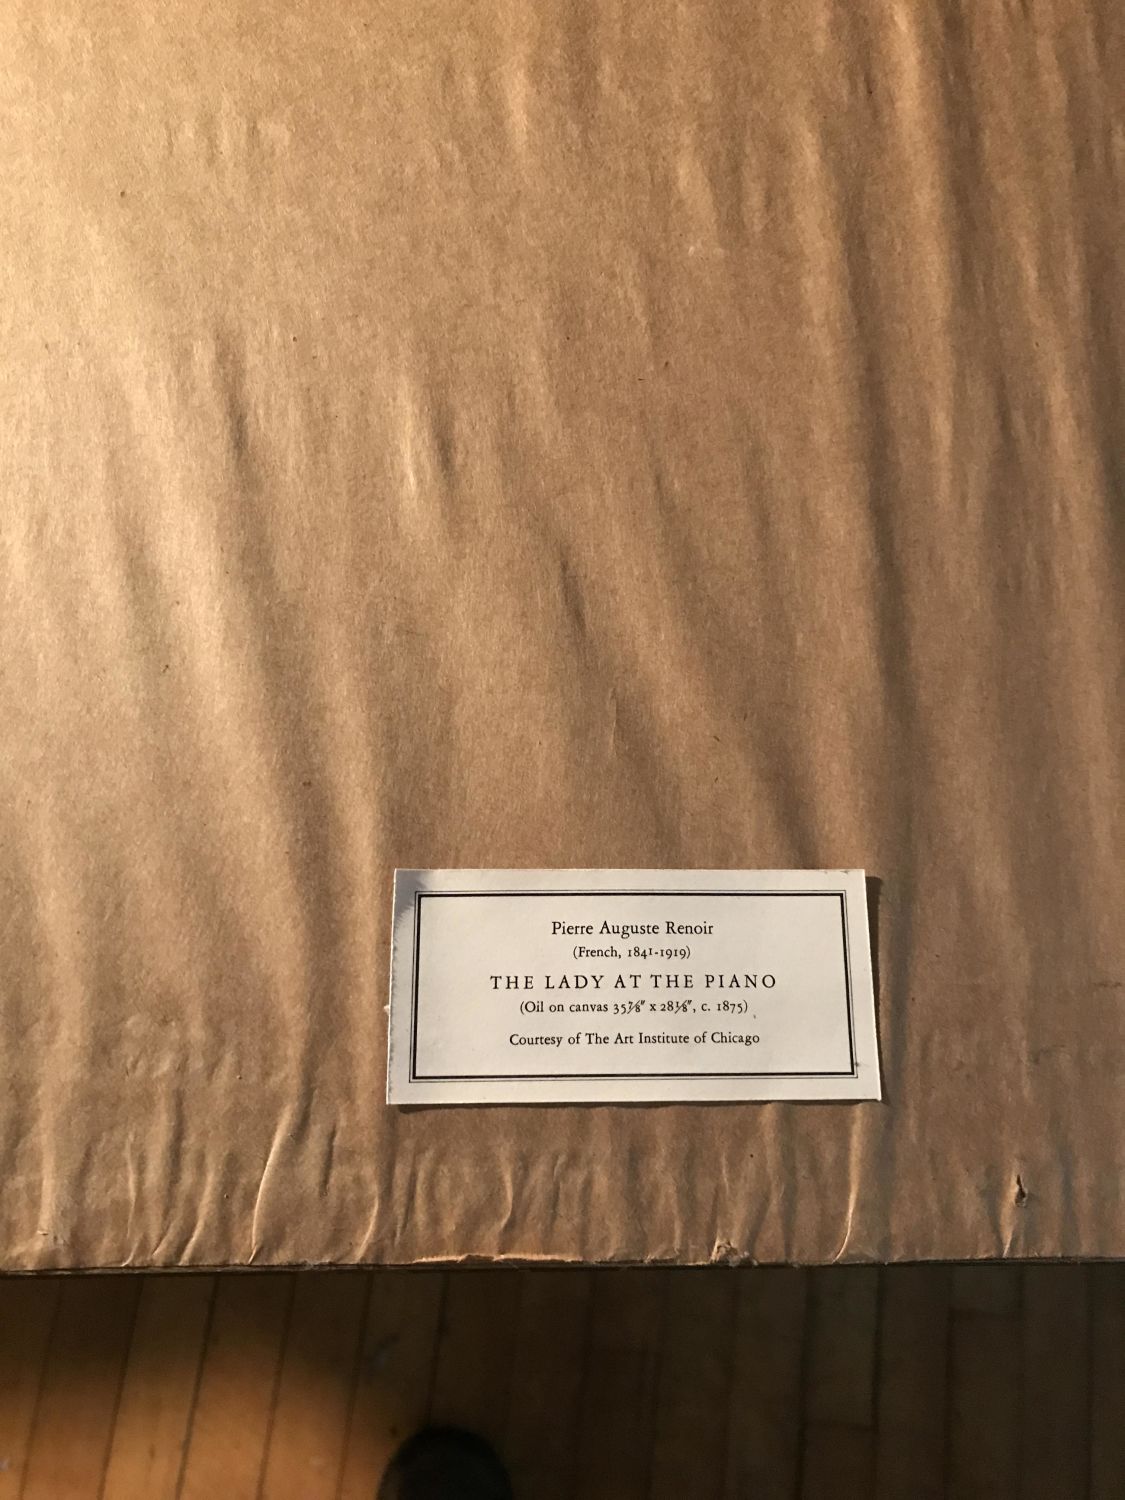 Pierre Auguste Renoir
(French, 1841-1919)
THE LADY AT THE PIANO
(Oil on canvas 35⅞″ x 28⅛″, c. 1875)
Courtesy of The Art Institute of Chicago